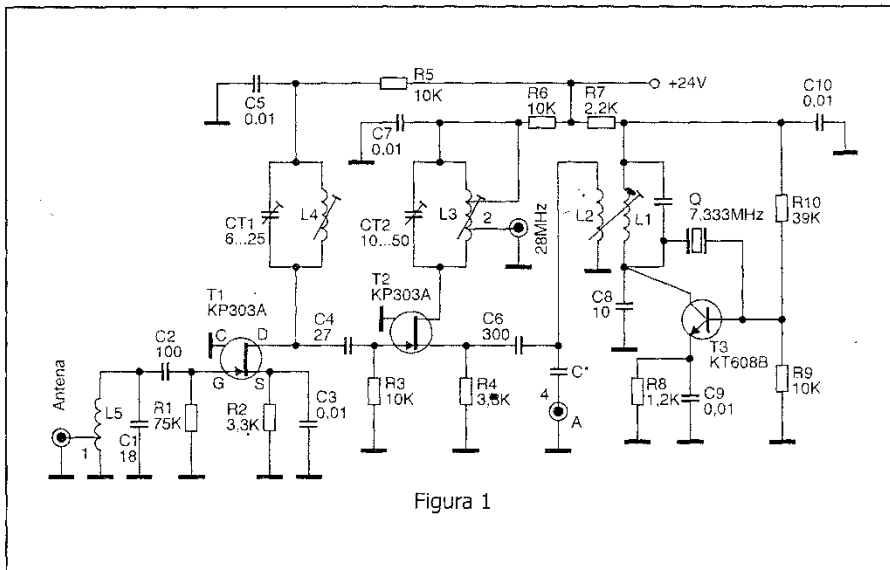 C5
0,01
R5
10K
+24V
C10
0,01
R6
10K
R7
2,2K
C7
0,01
CT1
6...25
L4
CT2
10...50
L3
2
28MHz
L2
L1
Q
7,333MHz
R10
39K
T1
KP303A
T2
KP303A
C8
10
C
D
G
S
C2
100
C4
27
C6
300
T3
KT608B
Antena
L5
1
C1
18
R1
75K
R2
3,3K
C3
0,01
R3
10K
R4
C*
4
A
R8
1,2K
C9
0,01
R9
10K
Figura 1